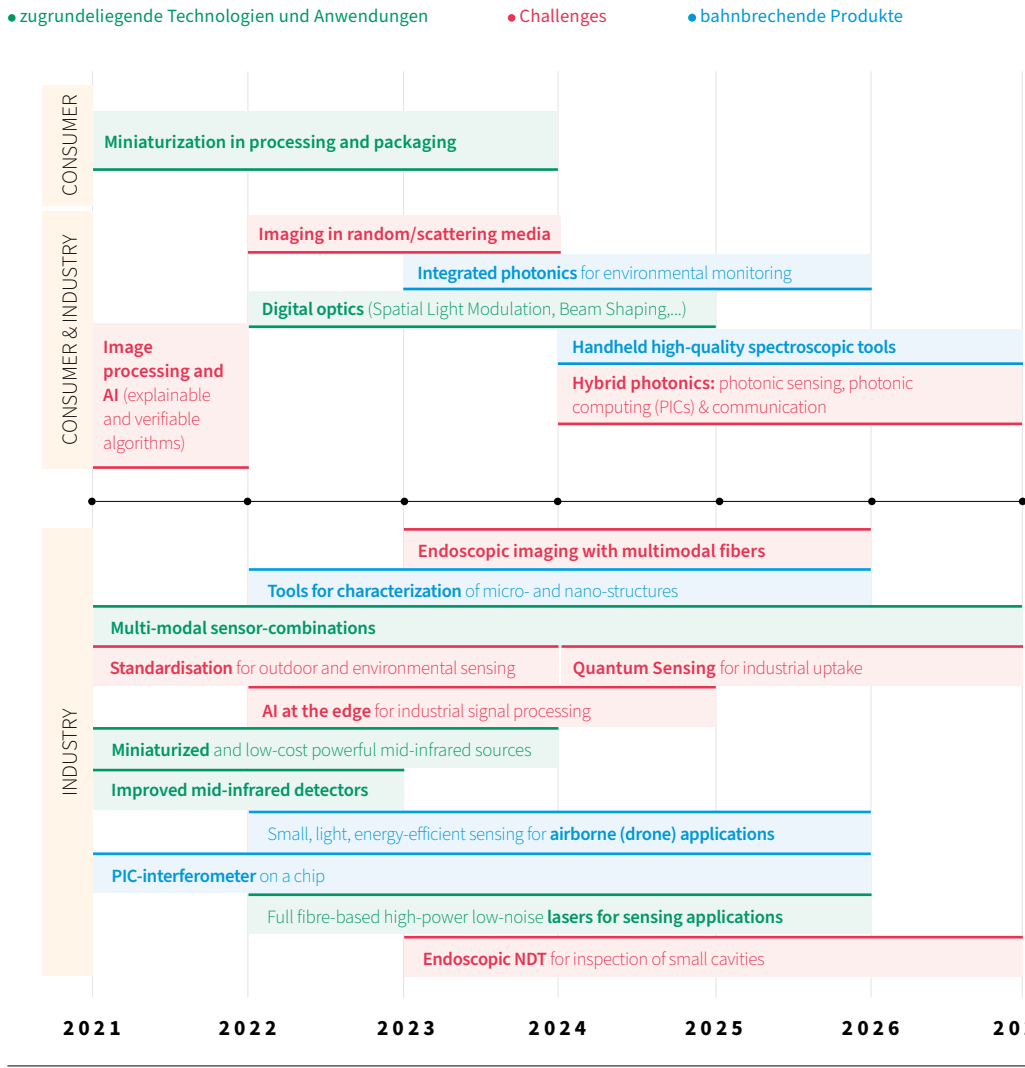 • zugrundeliegende Technologien und Anwendungen
• Challenges
• bahnbrechende Produkte
CONSUMER
Miniaturization in processing and packaging
CONSUMER & INDUSTRY
Imaging in random/scattering media
Integrated photonics for environmental monitoring
Digital optics (Spatial Light Modulation, Beam Shaping,...)
Image
processing and
AI (explainable
and verifiable
algorithms)
Handheld high-quality spectroscopic tools
Hybrid photonics: photonic sensing, photonic
computing (PICs) & communication
INDUSTRY
Endoscopic imaging with multimodal fibers
Tools for characterization of micro- and nano-structures
Multi-modal sensor-combinations
Standardisation for outdoor and environmental sensing
Quantum Sensing for industrial uptake
AI at the edge for industrial signal processing
Miniaturized and low-cost powerful mid-infrared sources
Improved mid-infrared detectors
Small, light, energy-efficient sensing for airborne (drone) applications
PIC-interferometer on a chip
Full fibre-based high-power low-noise lasers for sensing applications
Endoscopic NDT for inspection of small cavities
2021 2022 2023 2024 2025 2026